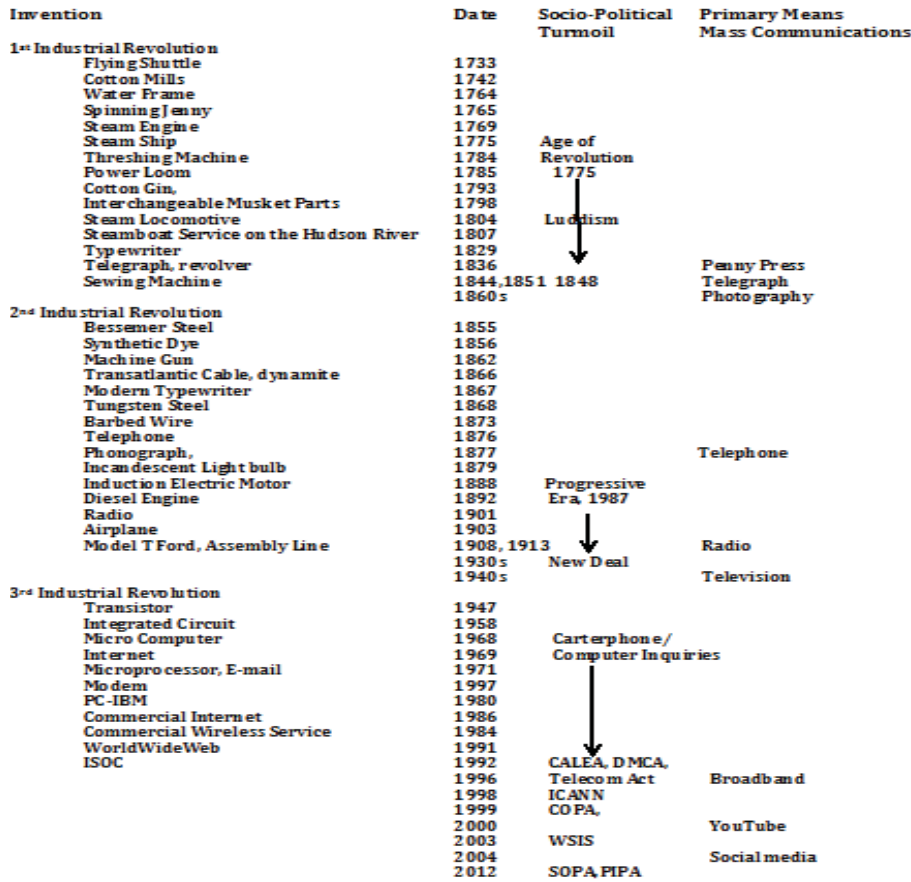 Invention Date Socio-Political Primary Means
Turmoil Mass Communications
1st Industrial Revolution
Flying Shuttle 1733
Cotton Mills 1742
Water Frame 1764
Spinning Jenny 1765
Steam Engine 1769
Steam Ship 1775 Age of
Threshing Machine 1784 Revolution
Power Loom 1785 1775
Cotton Gin, 1793
Interchangeable Musket Parts 1798
Steam Locomotive 1804 Luddism
Steamboat Service on the Hudson River 1807
Typewriter 1829
Telegraph, revolver 1836 Penny Press
Sewing Machine 1844,1851 1848 Telegraph
1860s Photography
2nd Industrial Revolution
Bessemer Steel 1855
Synthetic Dye 1856
Machine Gun 1862
Transatlantic Cable, dynamite 1866
Modern Typewriter 1867
Tungsten Steel 1868
Barbed Wire 1873
Telephone 1876
Phonograph, 1877 Telephone
Incandescent Light bulb 1879
Induction Electric Motor 1888 Progressive
Diesel Engine 1892 Era, 1987
Radio 1901
Airplane 1903
Model T Ford, Assembly Line 1908, 1913 Radio
1930s New Deal
1940s Television
3rd Industrial Revolution
Transistor 1947
Integrated Circuit 1958
Micro Computer 1968 Carterphone/
Internet 1969 Computer Inquiries
Microprocessor, E-mail 1971
Modem 1997
PC-IBM 1980
Commercial Internet 1986
Commercial Wireless Service 1984
WorldWideWeb 1991
ISOC 1992 CALEA, DMCA,
1996 Telecom Act Broadband
1998 ICANN
1999 COPA,
2000 YouTube
2003 WSIS
2004 Social media
2012 SOPA,PIPA